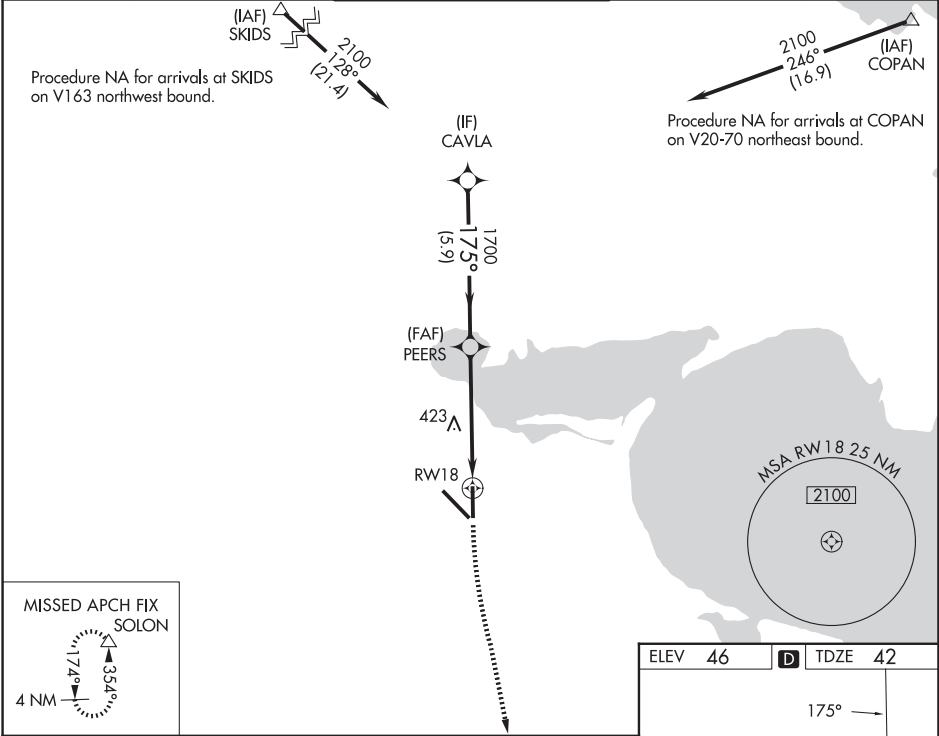 (IAF)
SKIDS
2100
128°
(21.4)
Procedure NA for arrivals at SKIDS
on V163 northwest bound.
2100
246°
(16.9)
(IAF)
COPAN
Procedure NA for arrivals at COPAN
on V20-70 northeast bound.
(IF)
CAVLA
1700
175°
(5.9)
(FAF)
PEERS
423
RW18
MSA RW18 25 NM
2100
MISSED APCH FIX
SOLON
174°
354°
4 NM
ELEV 46 D TDZE 42
175°